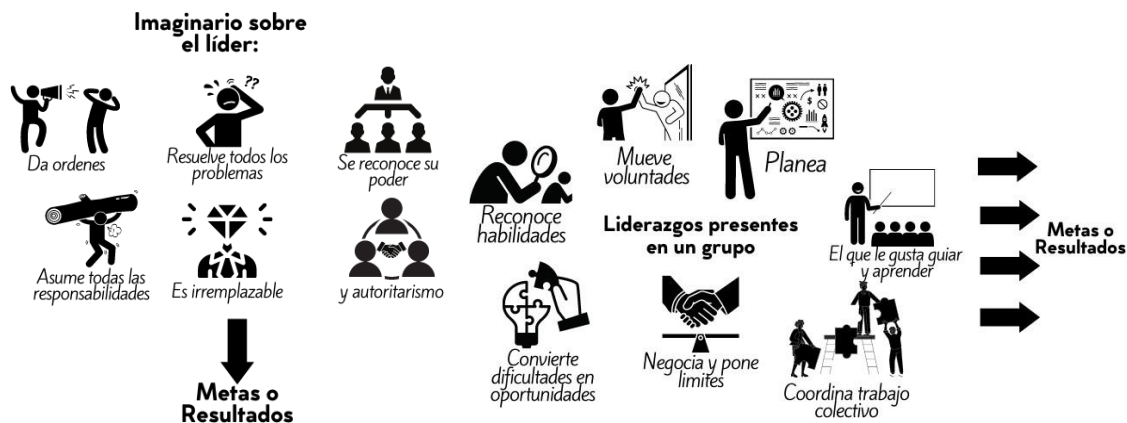 Imaginario sobre
el líder:
??
Da ordenes
Resuelve todos los
problemas
Se reconoce su
poder
Asume todas las
responsabilidades
Es irremplazable
y autoritarismo
Metas o
Resultados
Reconoce
habilidades
Mueve
voluntades
Planea
Liderazgos presentes
en un grupo
El que le gusta guiar
y aprender
Convierte
dificultades en
oportunidades
Negocia y pone
limites
Coordina trabajo
colectivo
Metas o
Resultados